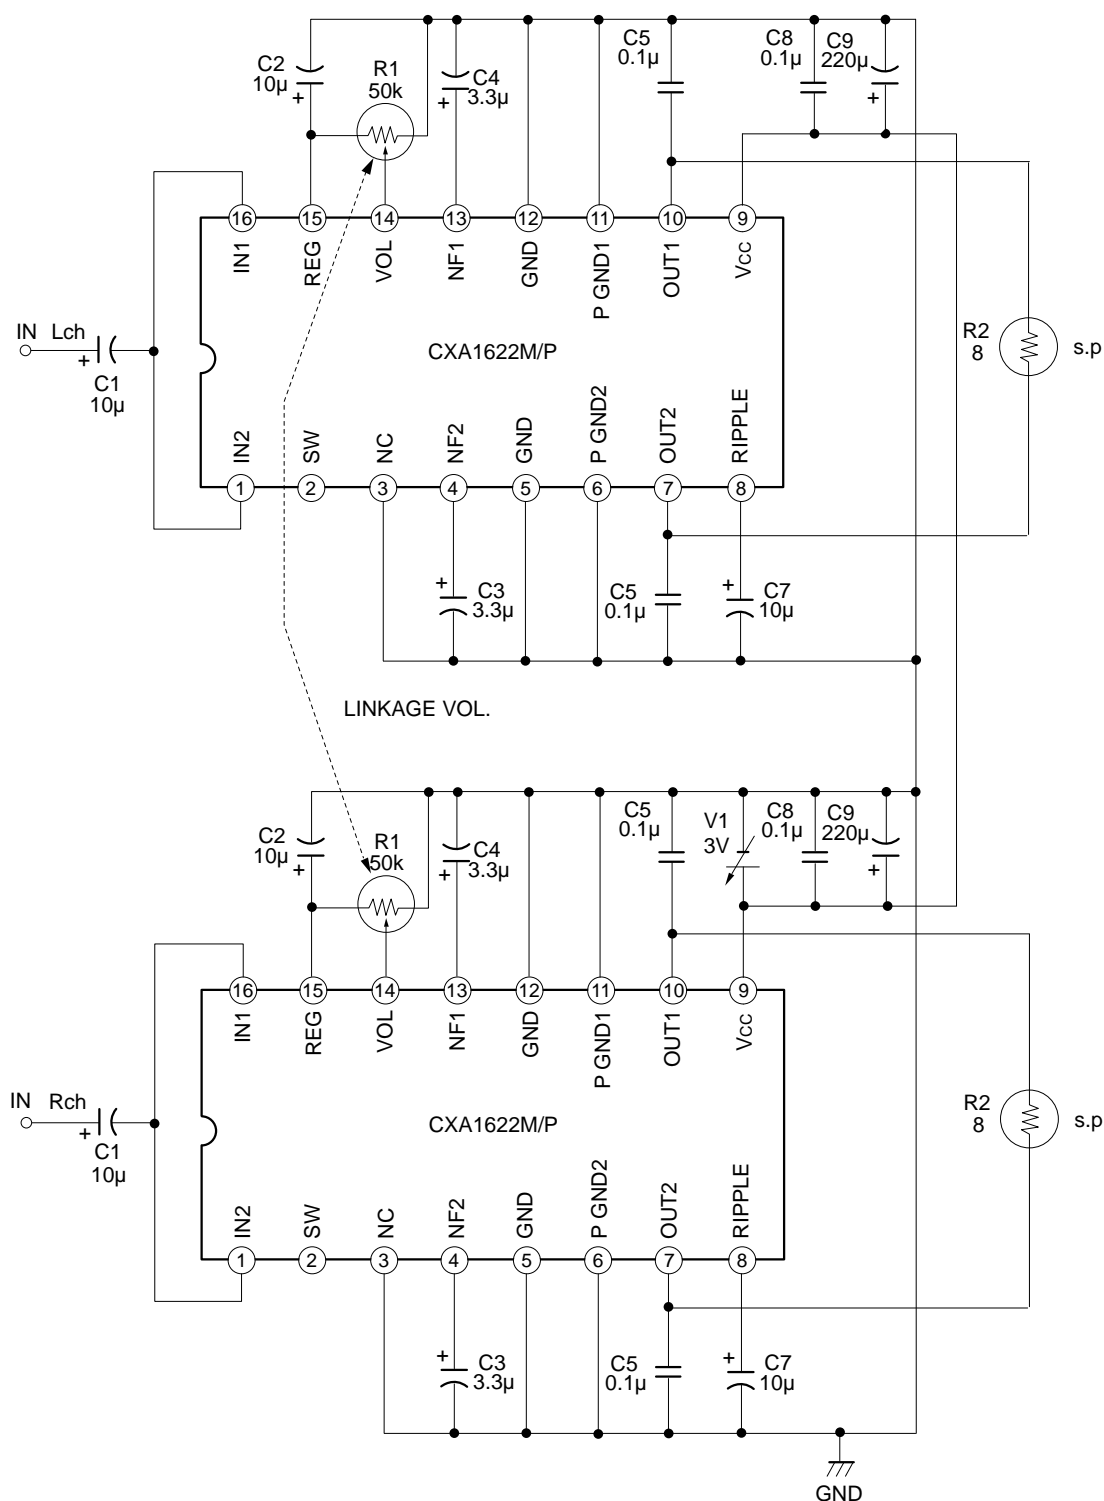 C2
10µ
+
R1
50k
C4
3.3µ
+
C5
0.1µ
C8
0.1µ
C9
220µ
+
16
15
14
13
12
11
10
9
IN1
REG
VOL
NF1
GND
P GND1
OUT1
VCC
IN Lch
+
C1
10µ
CXA1622M/P
R2
8
s.p
IN2
SW
NC
NF2
GND
P GND2
OUT2
RIPPLE
1
2
3
4
5
6
7
8
+
C3
3.3µ
C5
0.1µ
+
C7
10µ
LINKAGE VOL.
C2
10µ
+
R1
50k
C4
3.3µ
+
C5
0.1µ
V1
3V
C8
0.1µ
C9
220µ
+
16
15
14
13
12
11
10
9
IN1
REG
VOL
NF1
GND
P GND1
OUT1
VCC
IN Rch
+
C1
10µ
CXA1622M/P
R2
8
s.p
IN2
SW
NC
NF2
GND
P GND2
OUT2
RIPPLE
1
2
3
4
5
6
7
8
+
C3
3.3µ
C5
0.1µ
+
C7
10µ
GND